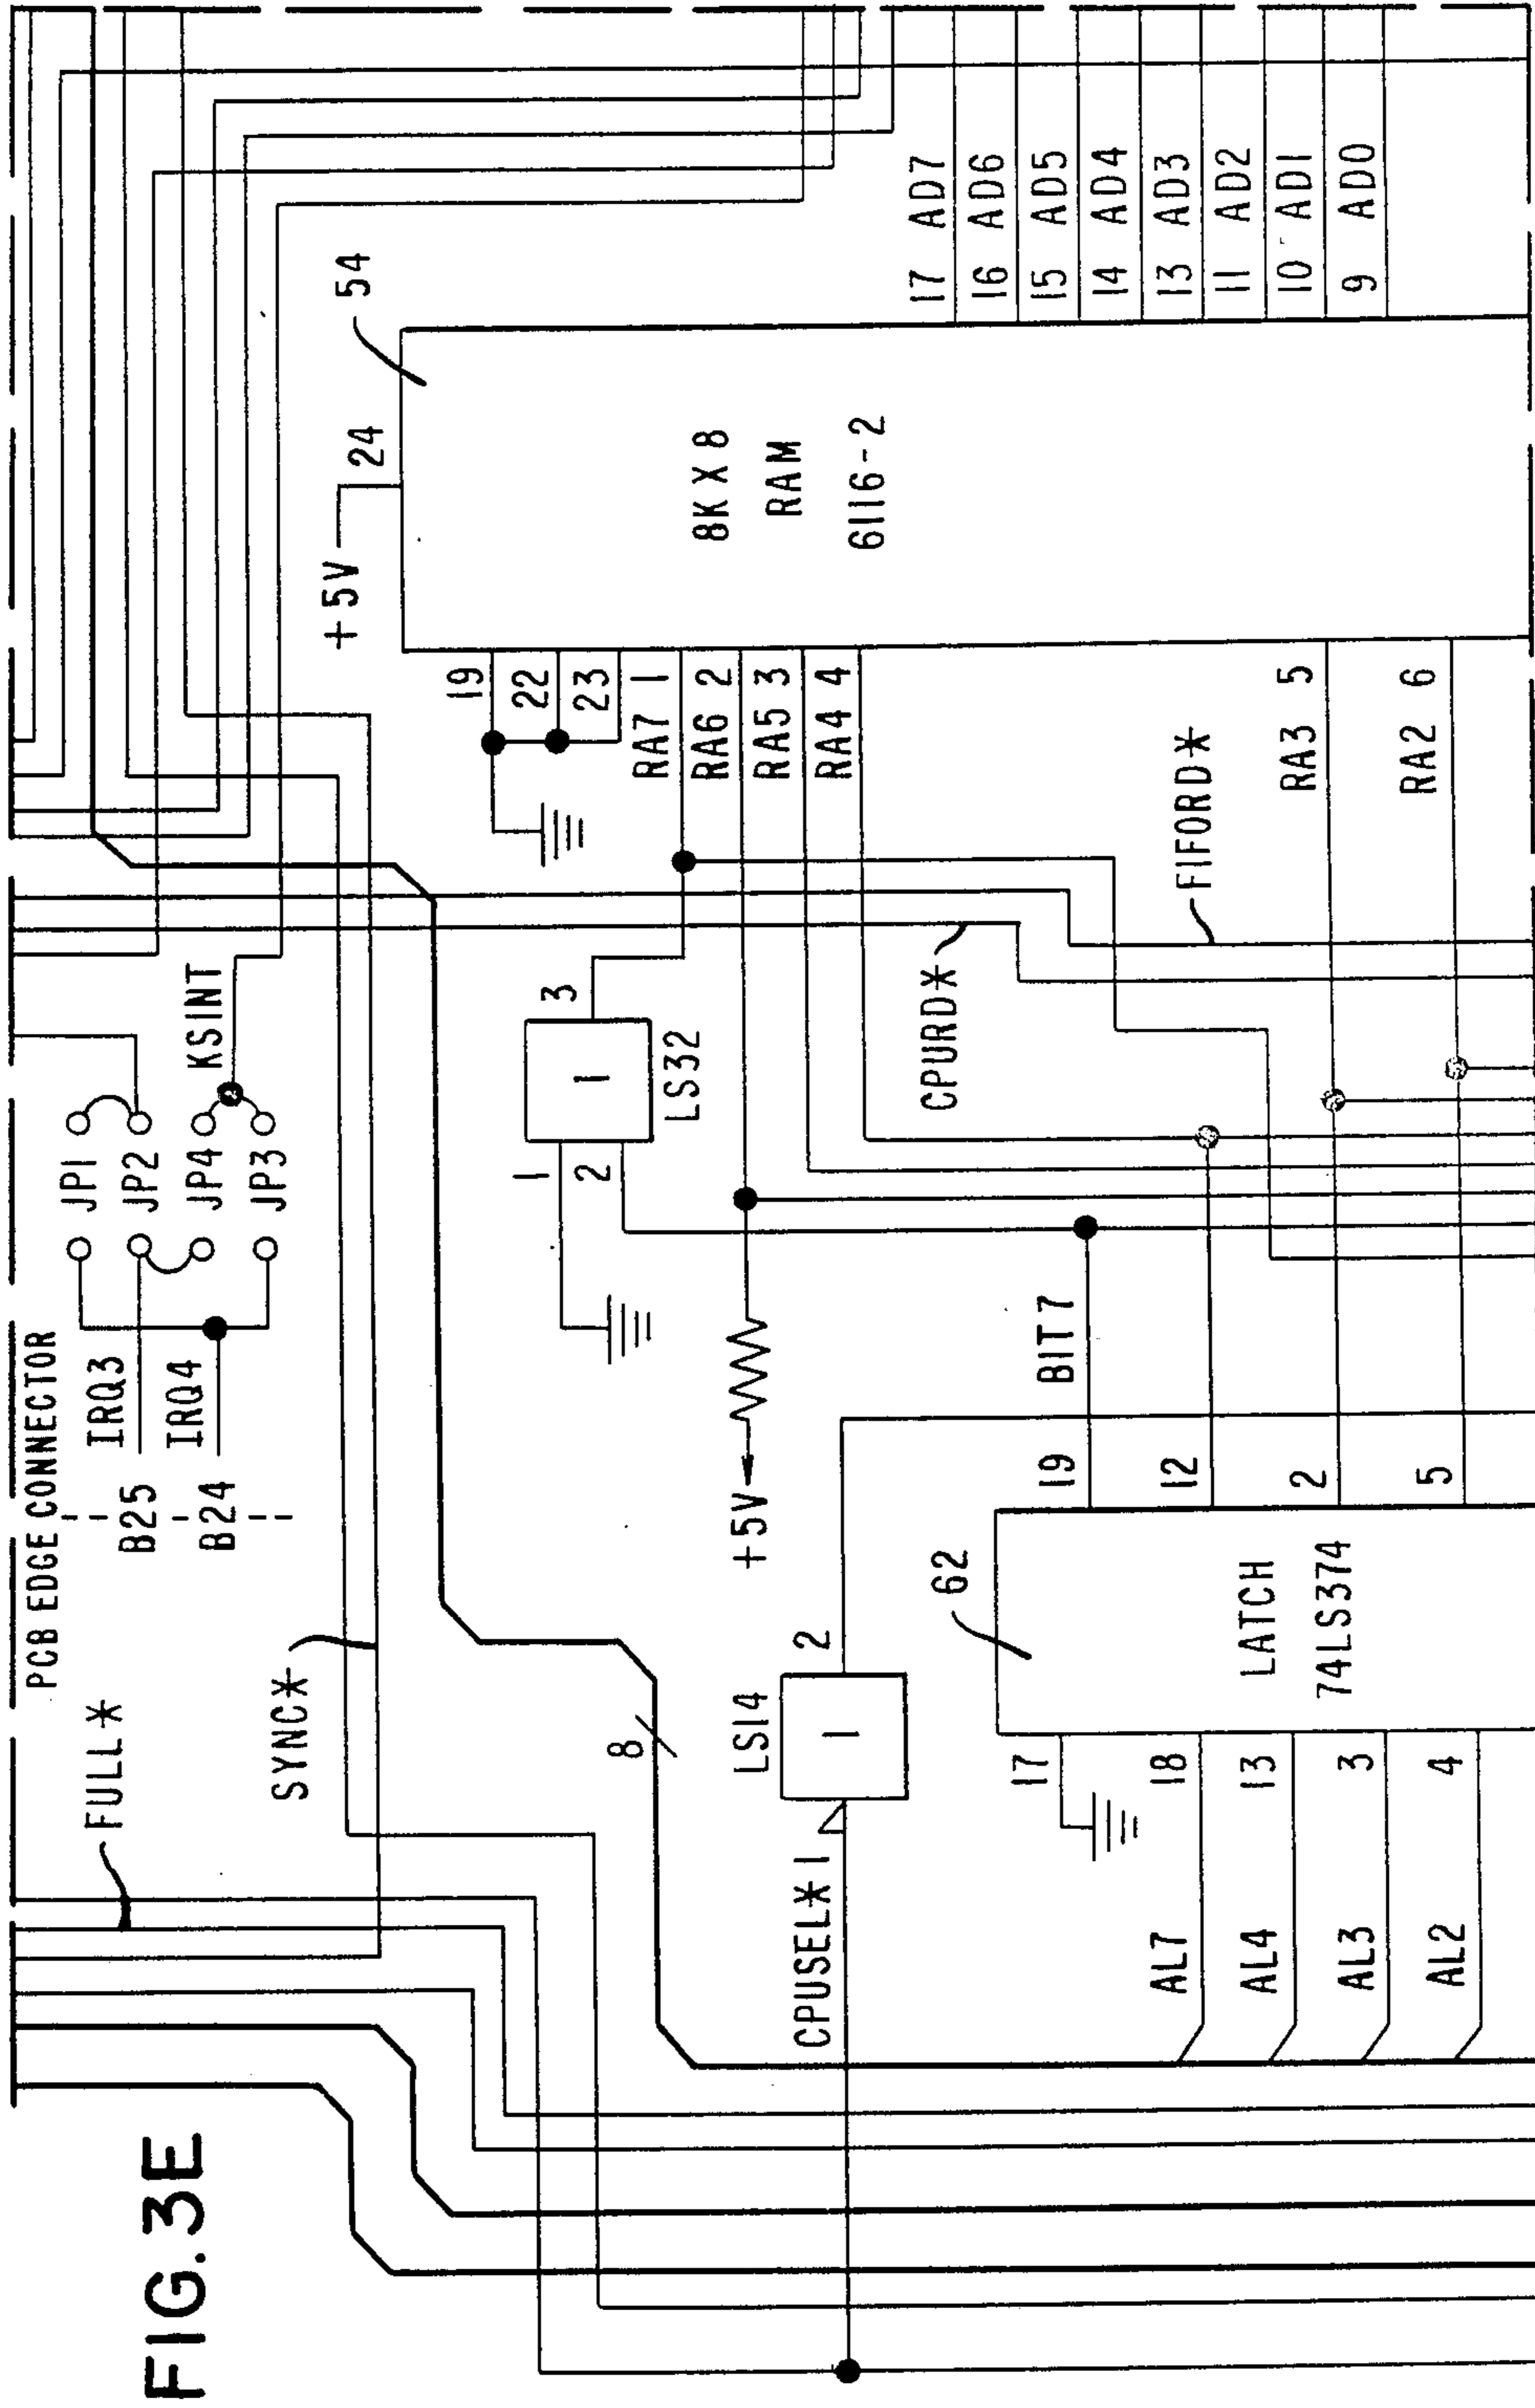 FIG. 3E
PCB EDGE CONNECTOR
FULL*
SYNC*
B25 IRQ3
B24 IRQ4
JP1
JP2
JP4
JP3
KSINT
8
+5V 24
54
8K X 8
RAM
6116-2
19
22
23
RA7 1
RA6 2
RA5 3
RA4 4
RA3 5
RA2 6
17 AD7
16 AD6
15 AD5
14 AD4
13 AD3
11 AD2
10 AD1
9 AD0
1
2
1
3
LS32
+5V
CPURD*
FIFORD*
CPUSEL* 1
LS14
1
2
62
LATCH
74LS374
17
AL7 18
AL4 13
AL3 3
AL2 4
19 BIT 7
12
2
5